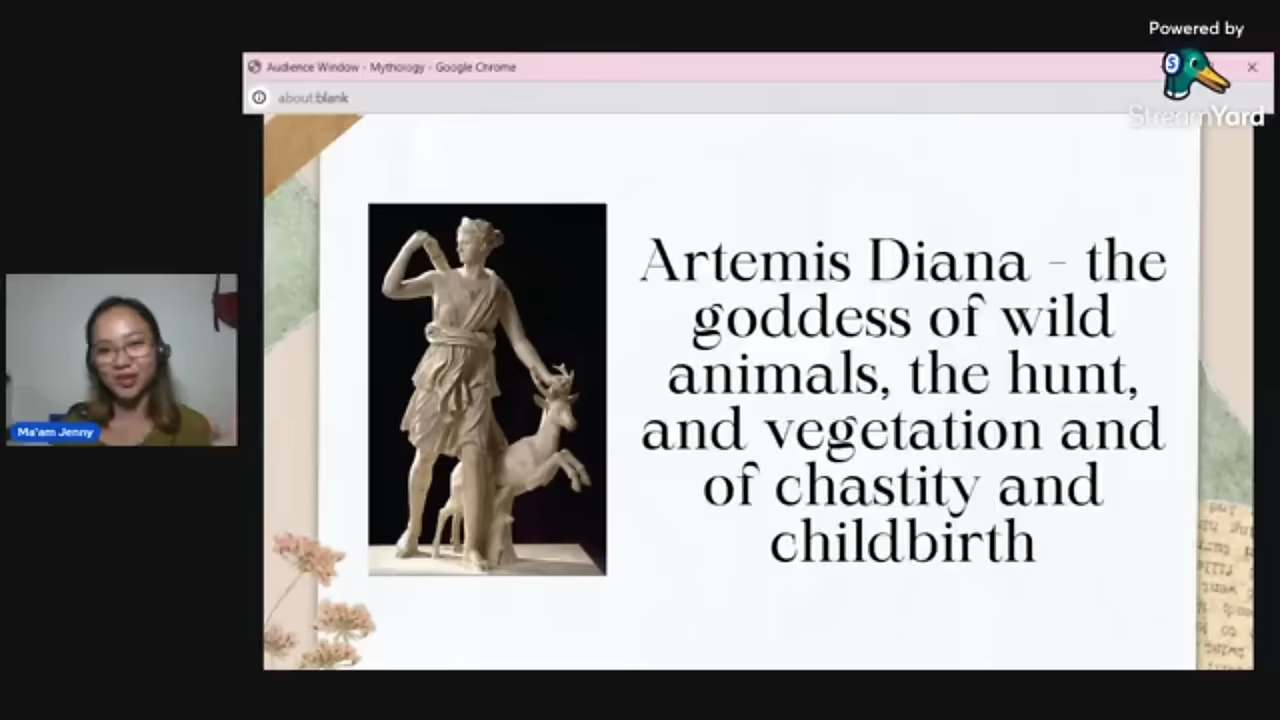 Powered by
StreamYard
Audience Window - Mythology - Google Chrome
about:blank
Artemis Diana - the
goddess of wild
animals, the hunt,
and vegetation and
of chastity and
childbirth
Ma'am Jenny